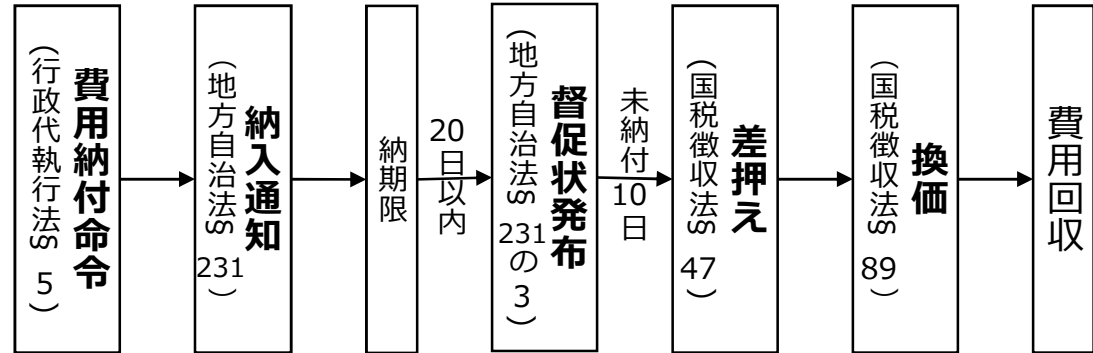 費用納付命令
(行政代執行法§5)
納入通知
(地方自治法§231)
納期限
20日以内
督促状発布
(地方自治法§231の3)
未納付10日
差押え
(国税徴収法§47)
換価
(国税徴収法§89)
費用回収